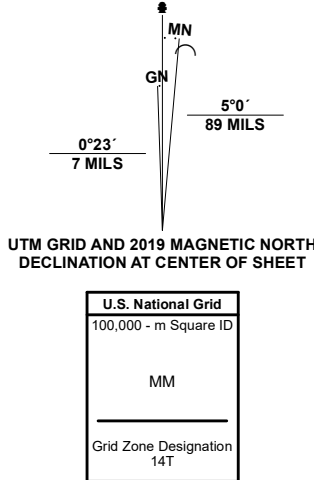 MN
GN
5°0´
89 MILS
0°23´
7 MILS
UTM GRID AND 2019 MAGNETIC NORTH
DECLINATION AT CENTER OF SHEET
U.S. National Grid
100,000 - m Square ID
MM
Grid Zone Designation
14T